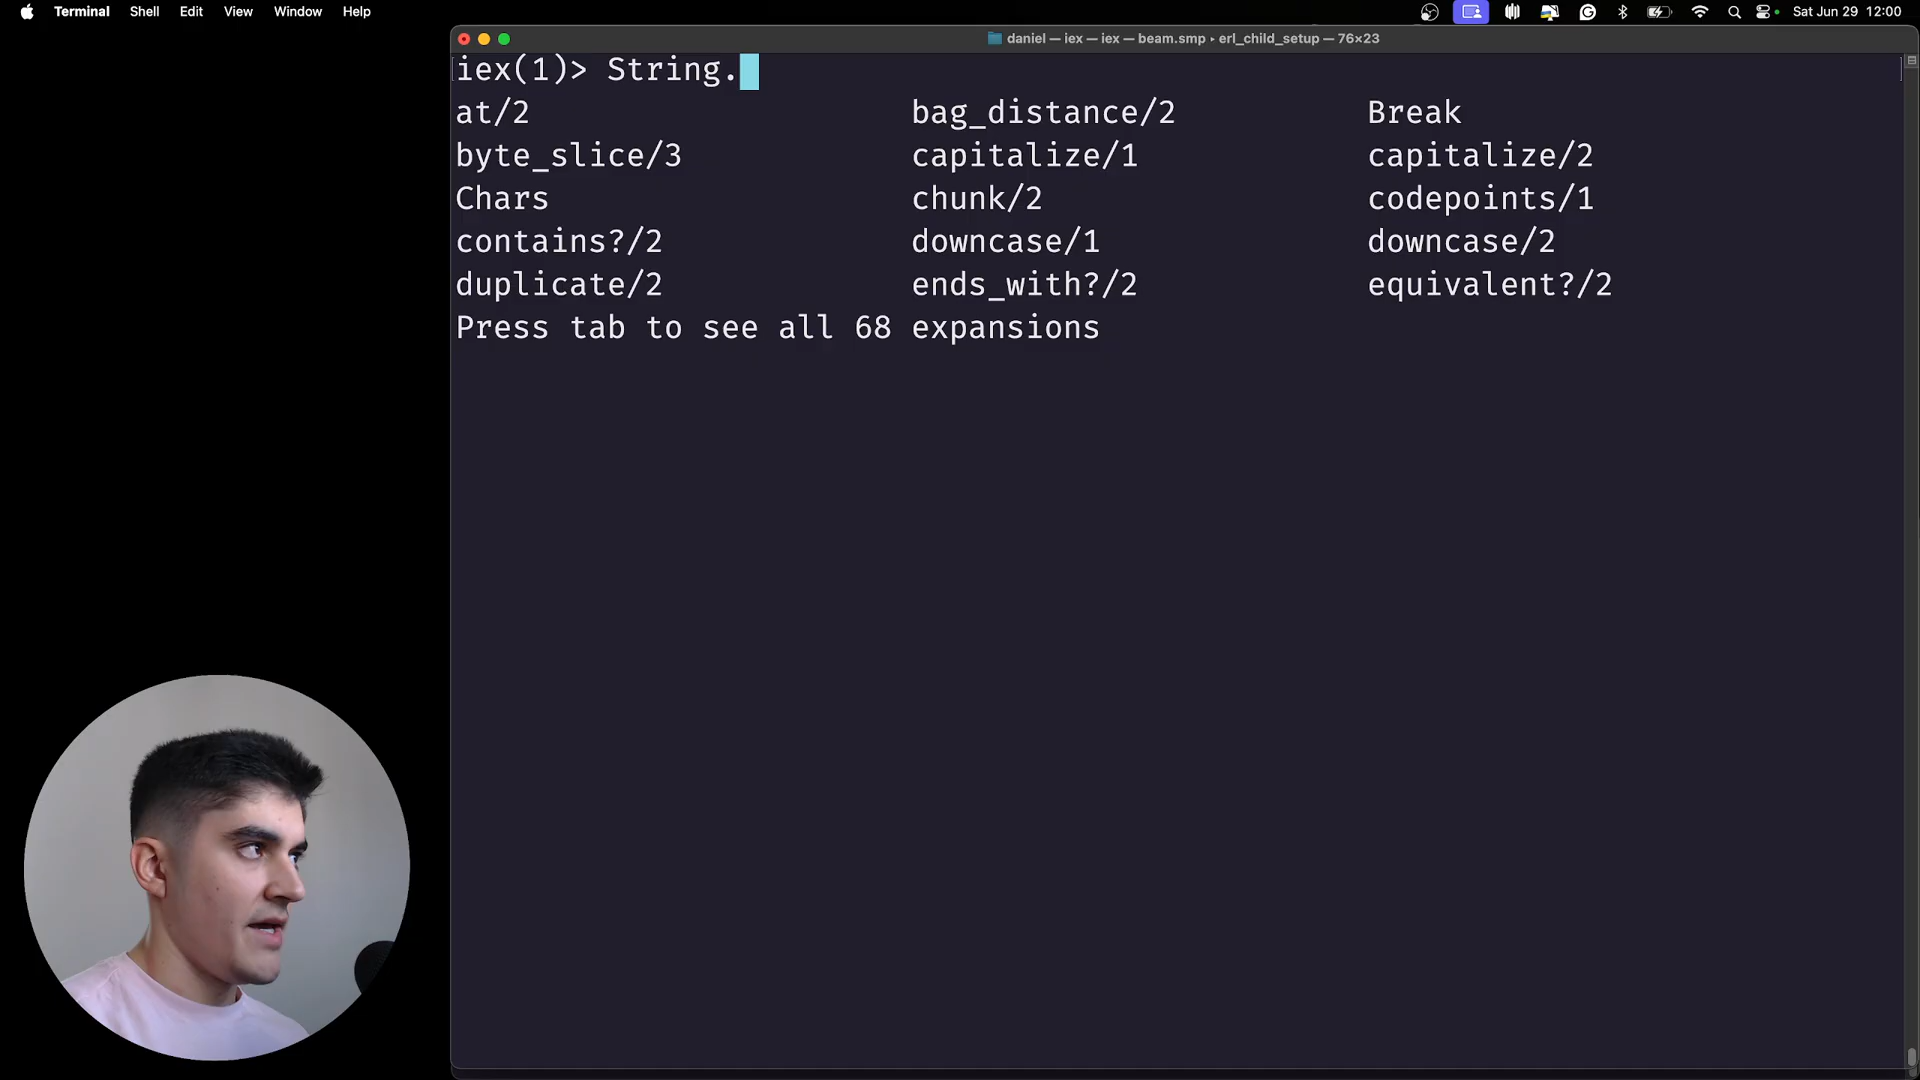 Terminal Shell Edit View Window Help Sat Jun 29 12:00
daniel — iex — iex — beam.smp ▸ erl_child_setup — 76×23
iex(1)> String.
at/2 bag_distance/2 Break
byte_slice/3 capitalize/1 capitalize/2
Chars chunk/2 codepoints/1
contains?/2 downcase/1 downcase/2
duplicate/2 ends_with?/2 equivalent?/2
Press tab to see all 68 expansions